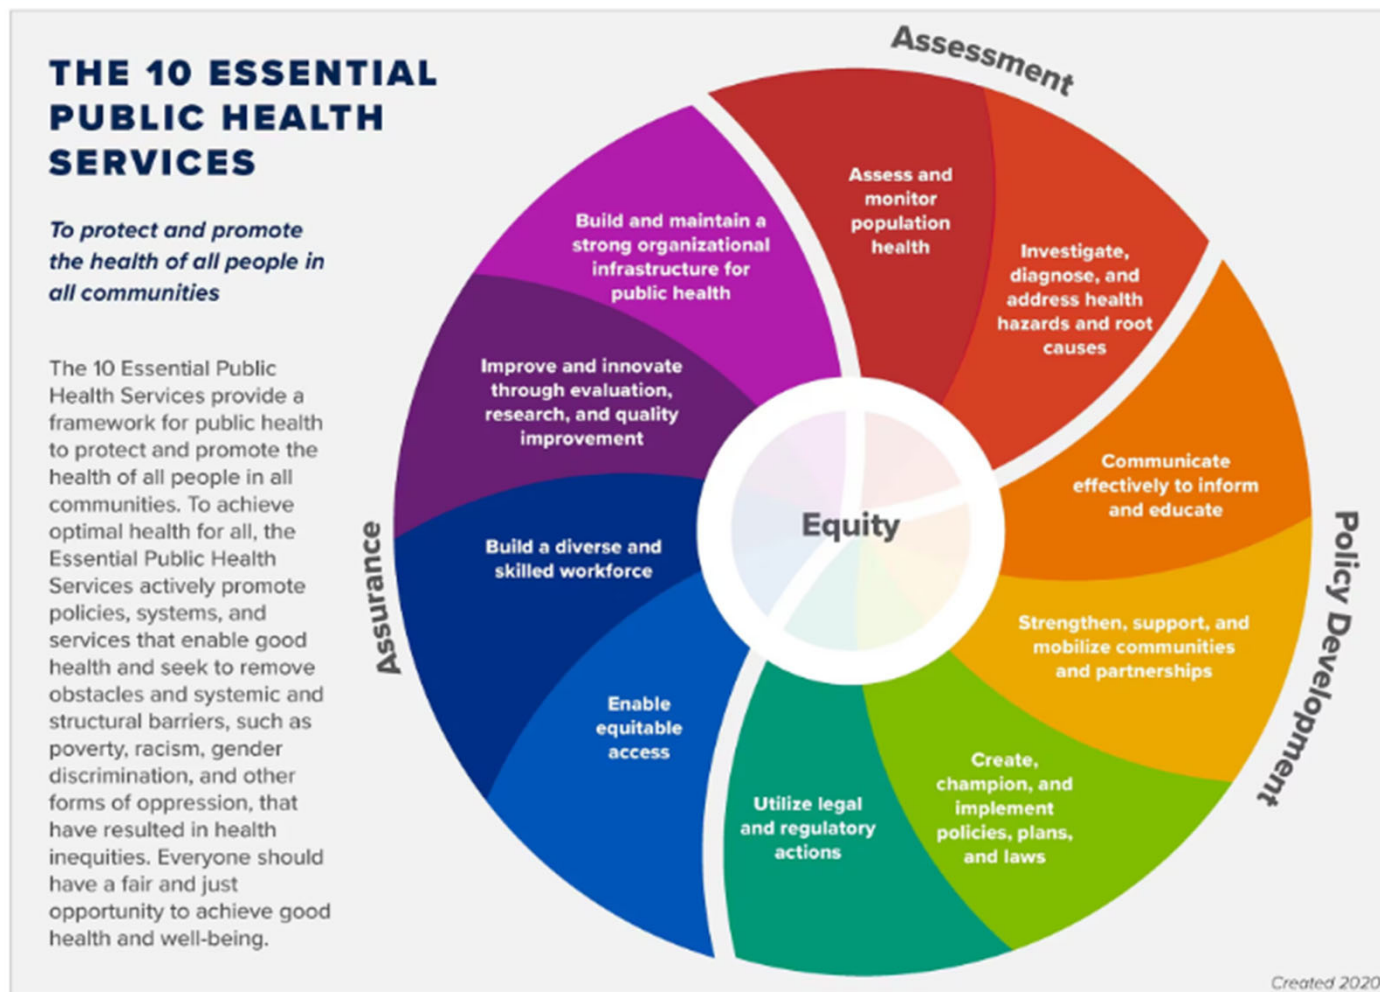 THE 10 ESSENTIAL
PUBLIC HEALTH
SERVICES
To protect and promote
the health of all people in
all communities
The 10 Essential Public
Health Services provide a
framework for public health
to protect and promote the
health of all people in all
communities. To achieve
optimal health for all, the
Essential Public Health
Services actively promote
policies, systems, and
services that enable good
health and seek to remove
obstacles and systemic and
structural barriers, such as
poverty, racism, gender
discrimination, and other
forms of oppression, that
have resulted in health
inequities. Everyone should
have a fair and just
opportunity to achieve good
health and well-being.
Assessment
Assess and
monitor
population
health
Investigate,
diagnose, and
address health
hazards and root
causes
Policy Development
Communicate
effectively to inform
and educate
Strengthen, support, and
mobilize communities
and partnerships
Create,
champion, and
implement
policies, plans,
and laws
Utilize legal
and regulatory
actions
Assurance
Enable
equitable
access
Build a diverse and
skilled workforce
Improve and innovate
through evaluation,
research, and quality
improvement
Build and maintain a
strong organizational
infrastructure for
public health
Equity
Created 2020